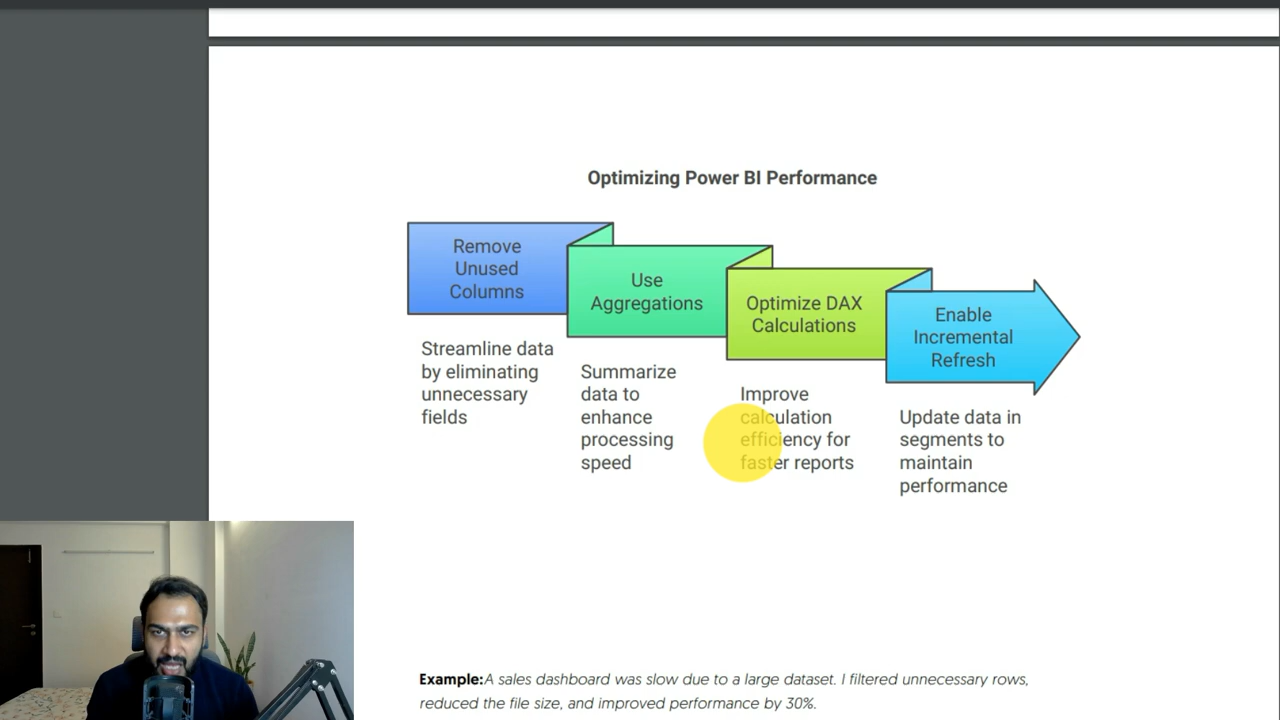 Optimizing Power BI Performance
Remove
Unused
Columns
Streamline data
by eliminating
unnecessary
fields
Use
Aggregations
Summarize
data to
enhance
processing
speed
Optimize DAX
Calculations
Improve
calculation
efficiency for
faster reports
Enable
Incremental
Refresh
Update data in
segments to
maintain
performance
Example:A sales dashboard was slow due to a large dataset. I filtered unnecessary rows,
reduced the file size, and improved performance by 30%.